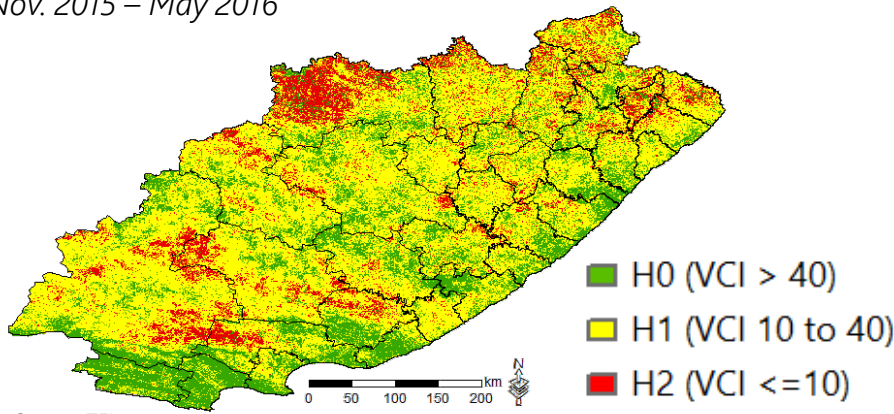 Nov. 2015 – May 2016
H0 (VCI > 40)
H1 (VCI 10 to 40)
H2 (VCI <=10)
N
km
0 50 100 150 200